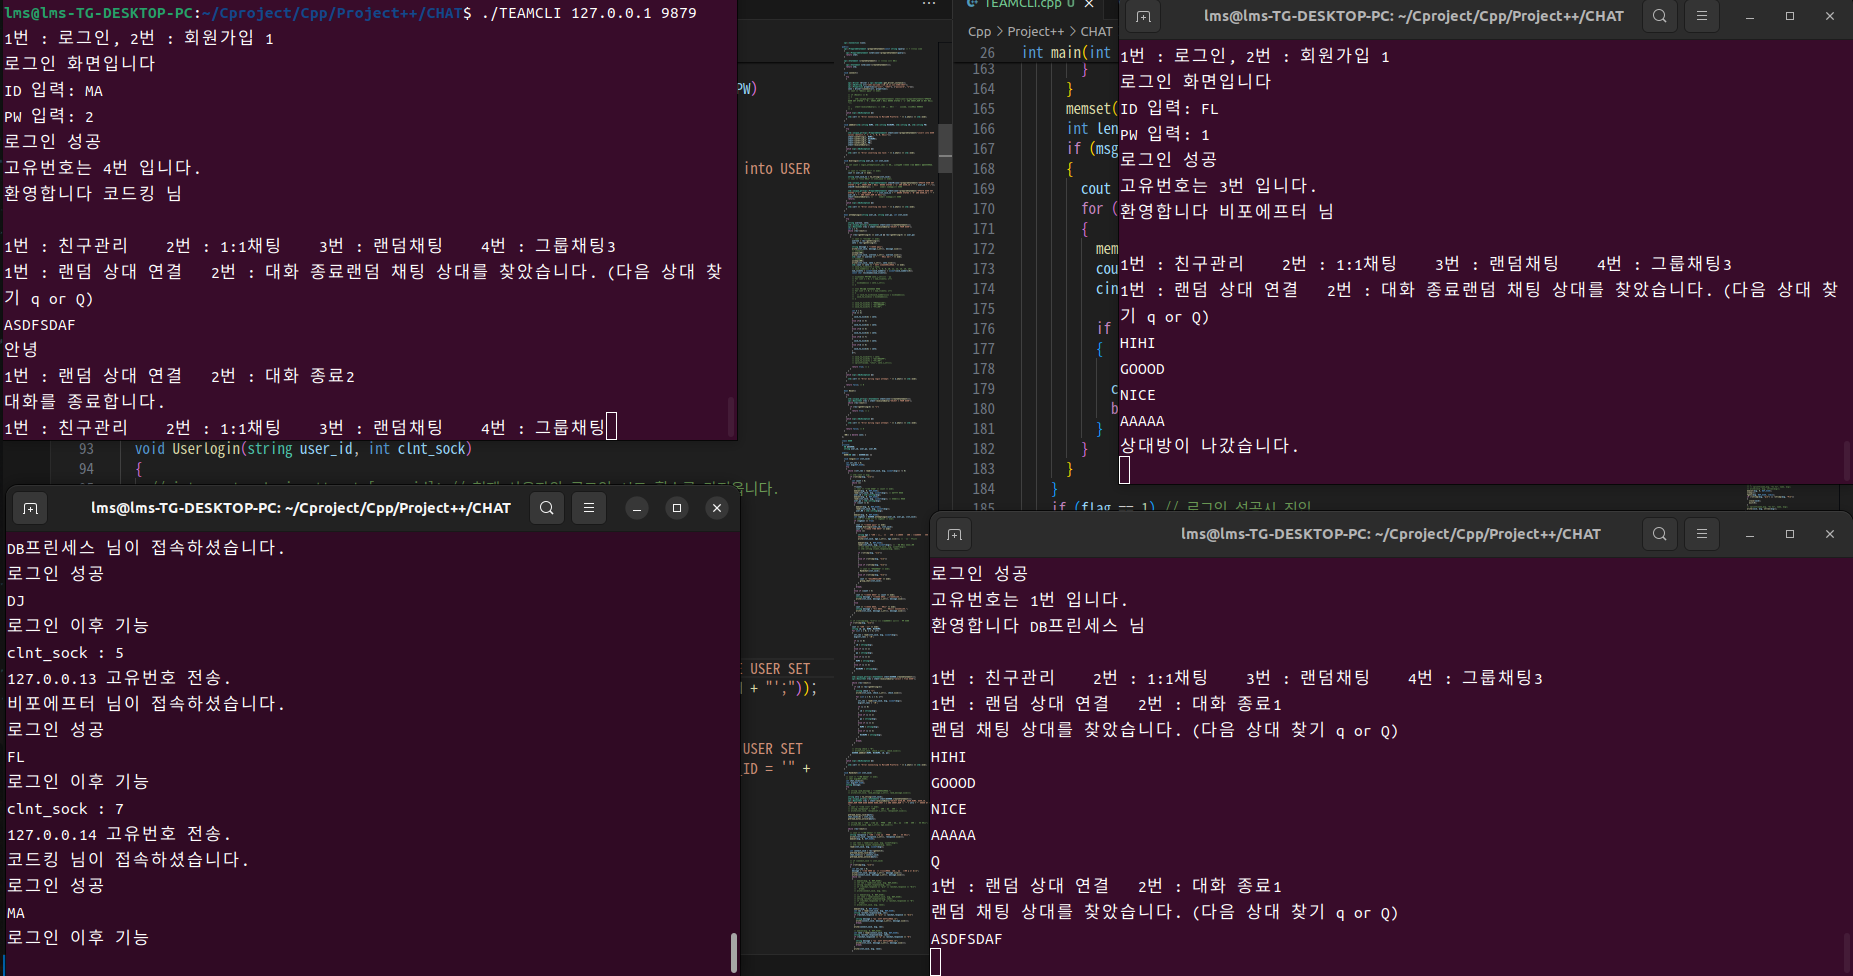 lms@lms-TG-DESKTOP-PC:~/Cproject/Cpp/Project++/CHAT$ ./TEAMCLI 127.0.0.1 9879
1번 : 로그인, 2번 : 회원가입 1
로그인 화면입니다
ID 입력: MA
PW 입력: 2
로그인 성공
고유번호는 4번 입니다.
환영합니다 코드킹 님
1번 : 친구관리    2번 : 1:1채팅    3번 : 랜덤채팅    4번 : 그룹채팅3
1번 : 랜덤 상대 연결   2번 : 대화 종료랜덤 채팅 상대를 찾았습니다. (다음 상대 찾
기 q or Q)
ASDFSDAF
안녕
1번 : 랜덤 상대 연결   2번 : 대화 종료2
대화를 종료합니다.
1번 : 친구관리    2번 : 1:1채팅    3번 : 랜덤채팅    4번 : 그룹채팅
PW)
into USER
TEAMCLI.cpp U
Cpp > Project++ > CHAT
26 int main(int
163 }
164 }
165 memset(
166 int len
167 if (msg
168 {
169 cout
170 for (
171 {
172 mem
173 cou
174 cin
175
176 if
177 {
178
179 c
180 b
181 }
182 }
183 }
184 }
185 if (flag == 1) // 로그인 성공시 진입
lms@lms-TG-DESKTOP-PC: ~/Cproject/Cpp/Project++/CHAT
1번 : 로그인, 2번 : 회원가입 1
로그인 화면입니다
ID 입력: FL
PW 입력: 1
로그인 성공
고유번호는 3번 입니다.
환영합니다 비포에프터 님
1번 : 친구관리    2번 : 1:1채팅    3번 : 랜덤채팅    4번 : 그룹채팅3
1번 : 랜덤 상대 연결   2번 : 대화 종료랜덤 채팅 상대를 찾았습니다. (다음 상대 찾
기 q or Q)
HIHI
GOOOD
NICE
AAAAA
상대방이 나갔습니다.
93 void Userlogin(string user_id, int clnt_sock)
94 {
USER SET
+ "';"));
USER SET
_ID = '" +
lms@lms-TG-DESKTOP-PC: ~/Cproject/Cpp/Project++/CHAT
DB프린세스 님이 접속하셨습니다.
로그인 성공
DJ
로그인 이후 기능
clnt_sock : 5
127.0.0.13 고유번호 전송.
비포에프터 님이 접속하셨습니다.
로그인 성공
FL
로그인 이후 기능
clnt_sock : 7
127.0.0.14 고유번호 전송.
코드킹 님이 접속하셨습니다.
로그인 성공
MA
로그인 이후 기능
lms@lms-TG-DESKTOP-PC: ~/Cproject/Cpp/Project++/CHAT
로그인 성공
고유번호는 1번 입니다.
환영합니다 DB프린세스 님
1번 : 친구관리    2번 : 1:1채팅    3번 : 랜덤채팅    4번 : 그룹채팅3
1번 : 랜덤 상대 연결   2번 : 대화 종료1
랜덤 채팅 상대를 찾았습니다. (다음 상대 찾기 q or Q)
HIHI
GOOOD
NICE
AAAAA
Q
1번 : 랜덤 상대 연결   2번 : 대화 종료1
랜덤 채팅 상대를 찾았습니다. (다음 상대 찾기 q or Q)
ASDFSDAF